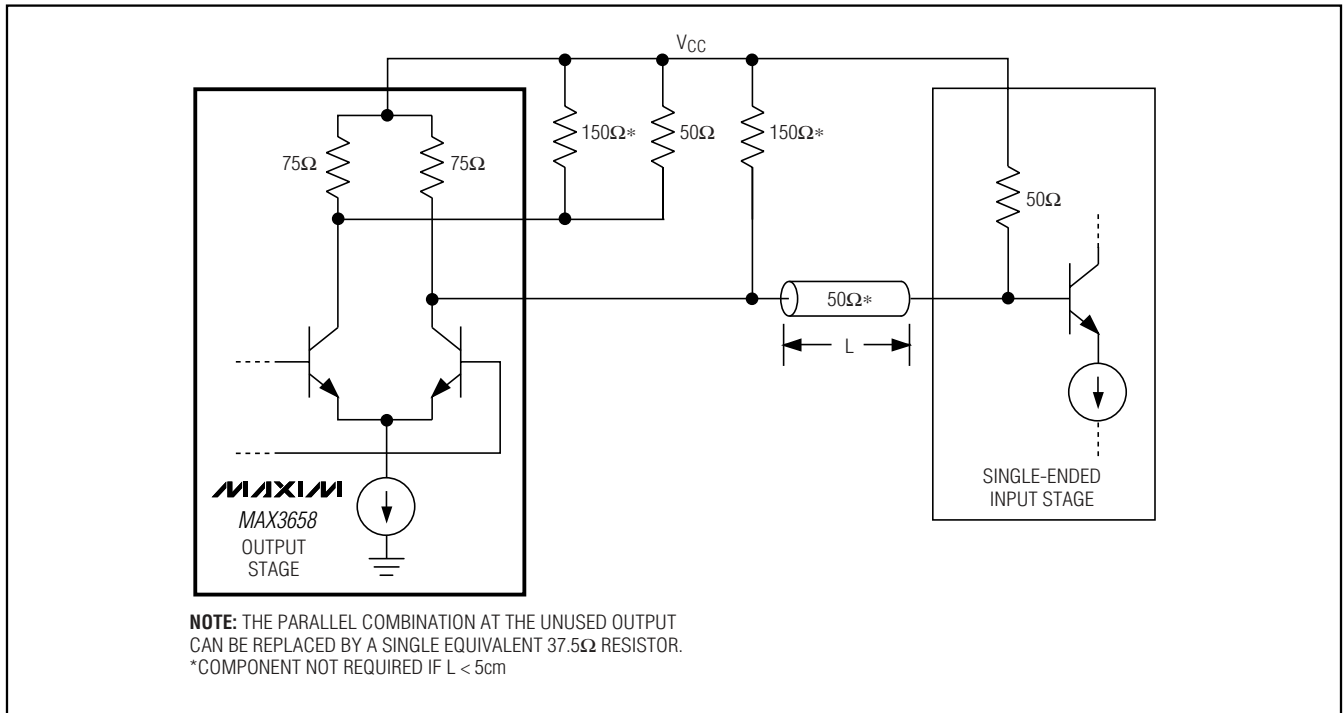 VCC
150Ω*
50Ω
150Ω*
75Ω
75Ω
50Ω
50Ω*
L
MAXIM
MAX3658
OUTPUT
STAGE
SINGLE-ENDED
INPUT STAGE
NOTE: THE PARALLEL COMBINATION AT THE UNUSED OUTPUT
CAN BE REPLACED BY A SINGLE EQUIVALENT 37.5Ω RESISTOR.
*COMPONENT NOT REQUIRED IF L < 5cm